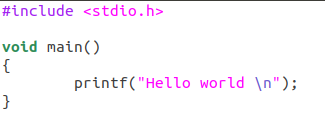 #include <stdio.h>
void main()
{
        printf("Hello world \n");
}